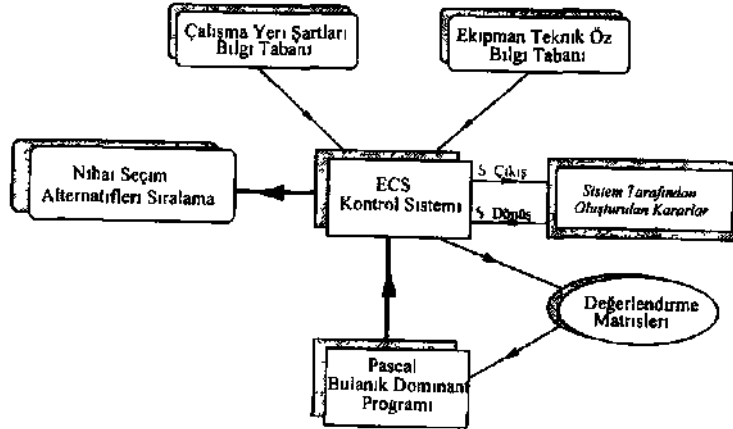 Çalışma Yeri Şartları
Bilgi Tabanı
Ekipman Teknik Öz
Bilgi Tabanı
Nihai Seçim
Alternatifleri Sıralama
ECS
Kontrol Sistemi
S Çıkış
S Dönüş
Sistem Tarafından
Oluşturulan Kararlar
Değerlendirme
Matrisleri
Pascal
Bulanık Dominant
Programı